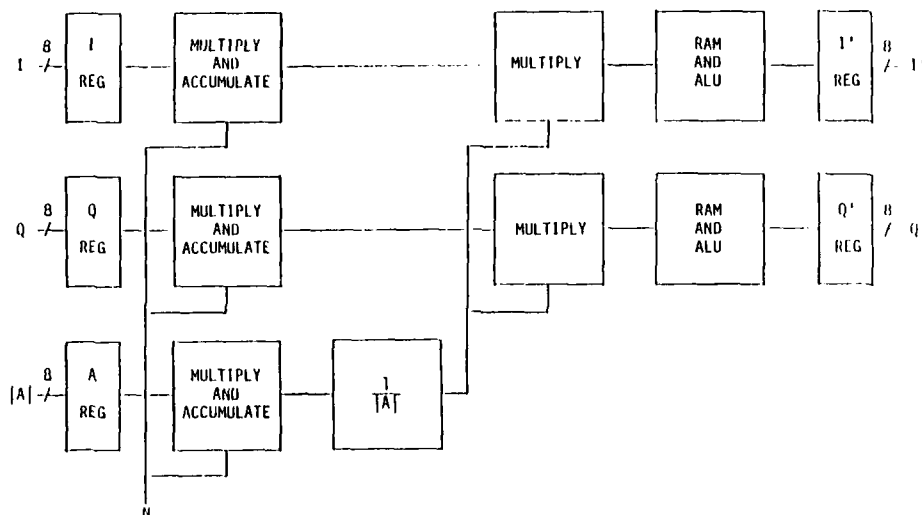 8 I 8
I REG MULTIPLY AND ACCUMULATE MULTIPLY RAM AND ALU I' REG I'
8 Q 8
Q REG MULTIPLY AND ACCUMULATE MULTIPLY RAM AND ALU Q' REG Q
8 A
|A| REG MULTIPLY AND ACCUMULATE 1 |A|
N